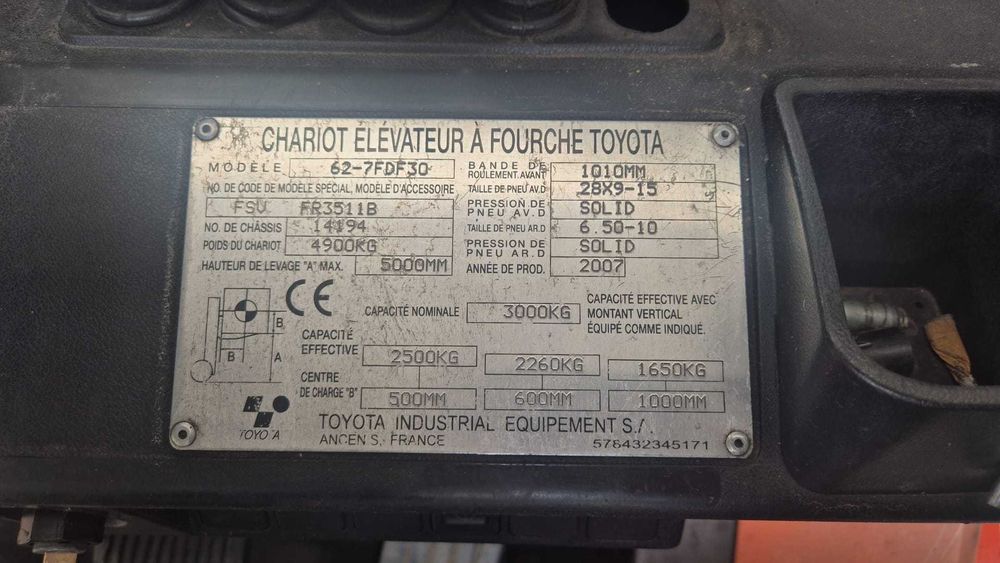 CHARIOT ÉLÉVATEUR À FOURCHE TOYOTA
MODÈLE 62-7FDF30
NO. DE CODE DE MODÈLE SPÉCIAL, MODÈLE D'ACCESSOIRE
FSV FR3511B
NO. DE CHÂSSIS 14194
POIDS DU CHARIOT 4900KG
HAUTEUR DE LEVAGE "A" MAX. 5000MM
BANDE DE ROULEMENT AVANT 1010MM
TAILLE DE PNEU AV.D 28X9-15
PRESSION DE PNEU AV.D SOLID
TAILLE DE PNEU AR.D 6.50-10
PRESSION DE PNEU AR.D SOLID
ANNÉE DE PROD. 2007
CE
B
B A
CAPACITÉ NOMINALE 3000KG
CAPACITÉ EFFECTIVE AVEC
MONTANT VERTICAL
ÉQUIPÉ COMME INDIQUÉ.
CAPACITÉ EFFECTIVE 2500KG 2260KG 1650KG
CENTRE DE CHARGE "B" 500MM 600MM 1000MM
TOYOTA
TOYOTA INDUSTRIAL EQUIPEMENT S.A.
ANCENIS, FRANCE
578432345171